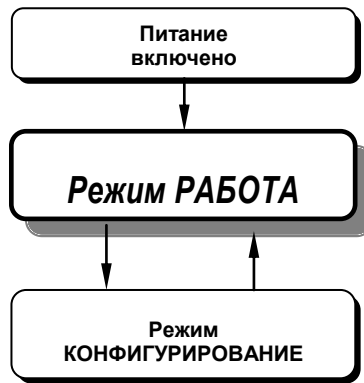 Питание
включено
Режим РАБОТА
Режим
КОНФИГУРИРОВАНИЕ